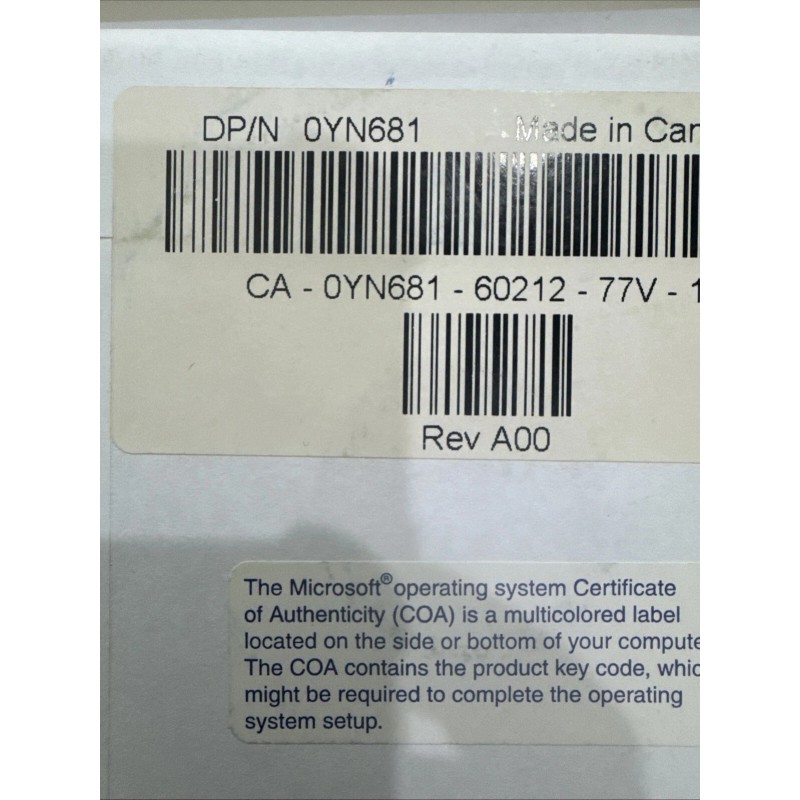 DP/N 0YN681 Made in Can
CA - 0YN681 - 60212 - 77V - 1
Rev A00
The Microsoft® operating system Certificate
of Authenticity (COA) is a multicolored label
located on the side or bottom of your compute
The COA contains the product key code, whic
might be required to complete the operating
system setup.